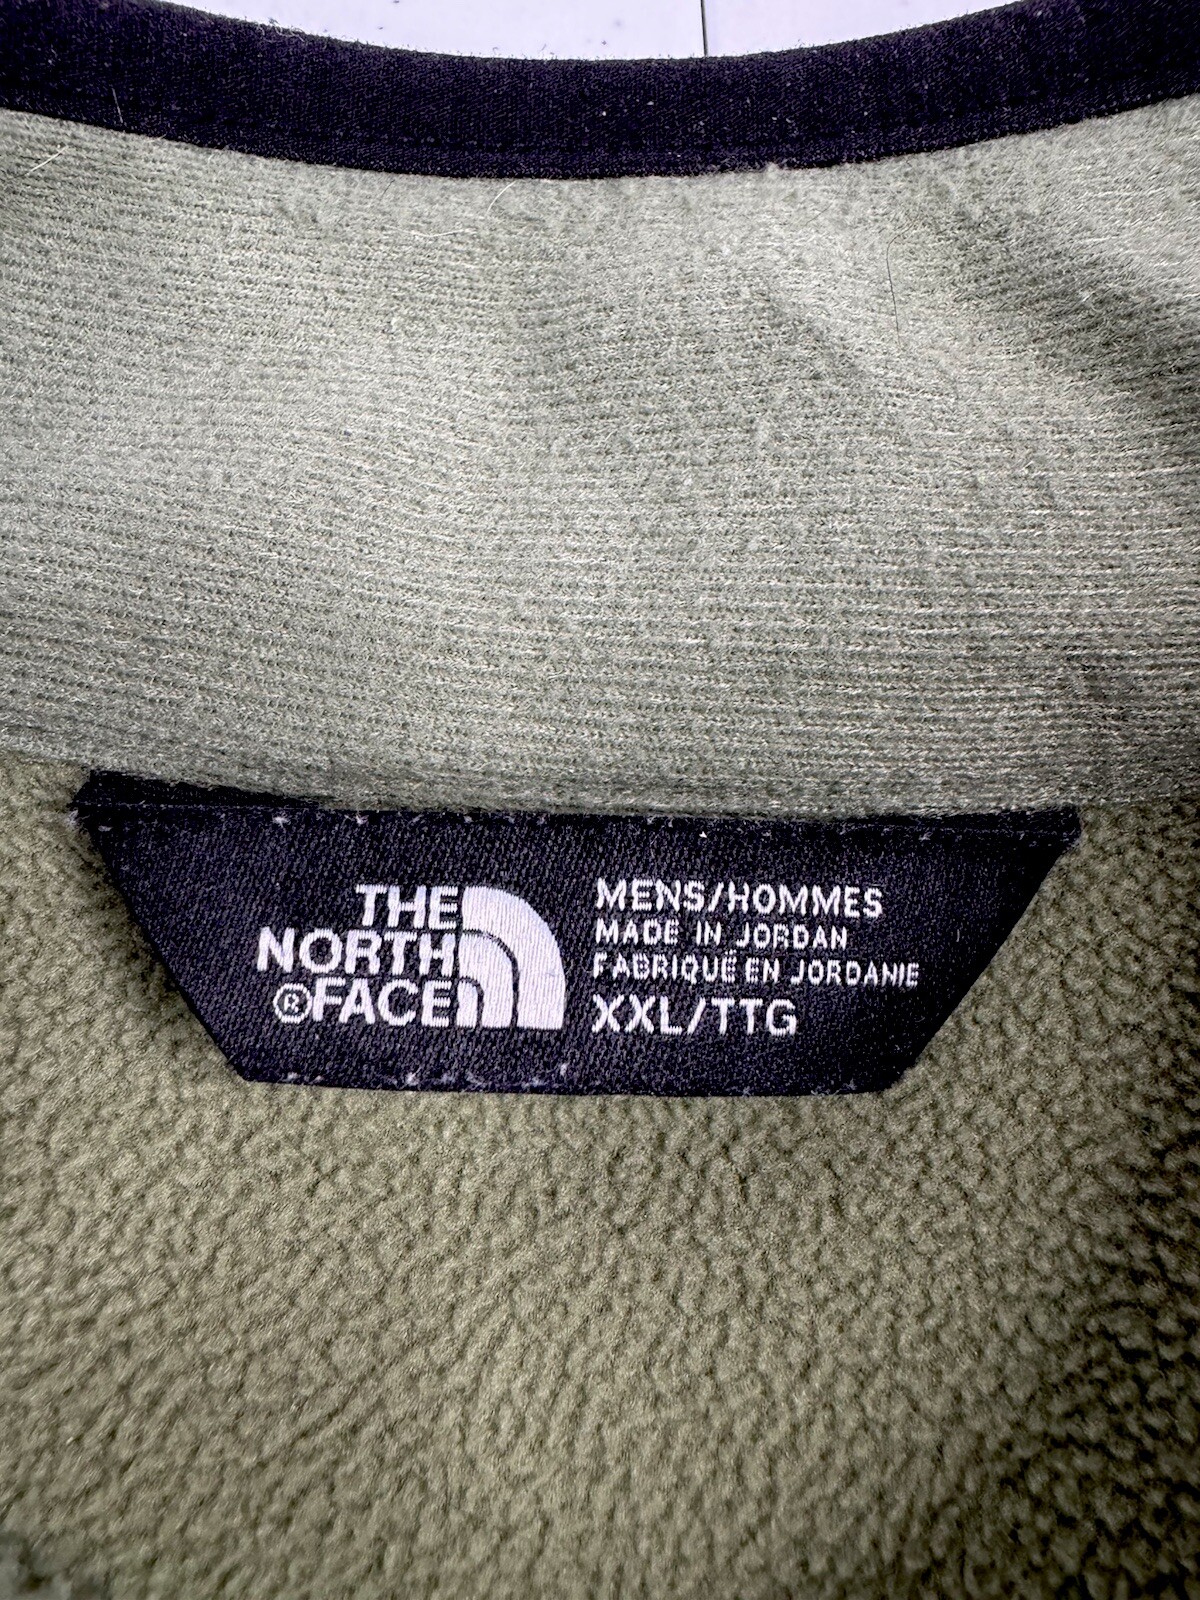 THE
NORTH
®FACE
MENS/HOMMES
MADE IN JORDAN
FABRIQUÉ EN JORDANIE
XXL/TTG